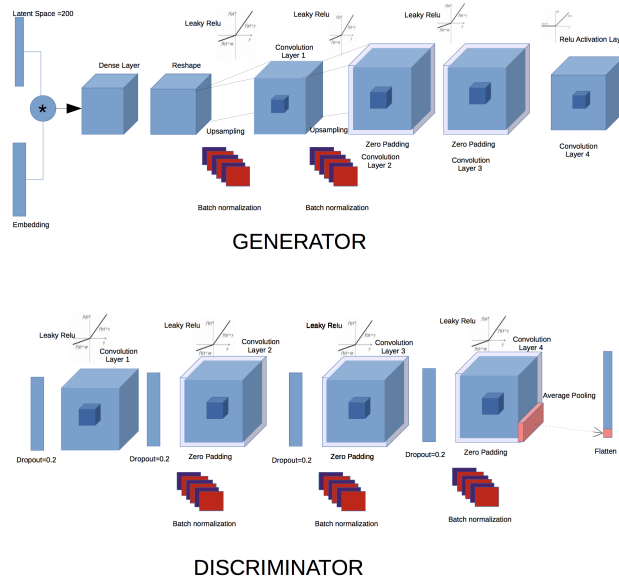 Latent Space =200
Leaky Relu
Leaky Relu
Leaky Relu
Relu Activation Lay
Convolution
Layer 1
Dense Layer
Reshape
*
Upsampling
Upsampling
Zero Padding
Zero Padding
Convolution
Layer 2
Convolution
Layer 3
Convolution
Layer 4
Batch normalization
Batch normalization
Embedding
GENERATOR
Leaky Relu
Leaky Relu
Leaky Relu
Leaky Relu
Convolution
Layer 1
Convolution
Layer 2
Convolution
Layer 3
Convolution
Layer 4
Average Pooling
Dropout=0.2
Dropout=0.2
Dropout=0.2
Dropout=0.2
Zero Padding
Zero Padding
Zero Padding
Flatten
Batch normalization
Batch normalization
Batch normalization
DISCRIMINATOR